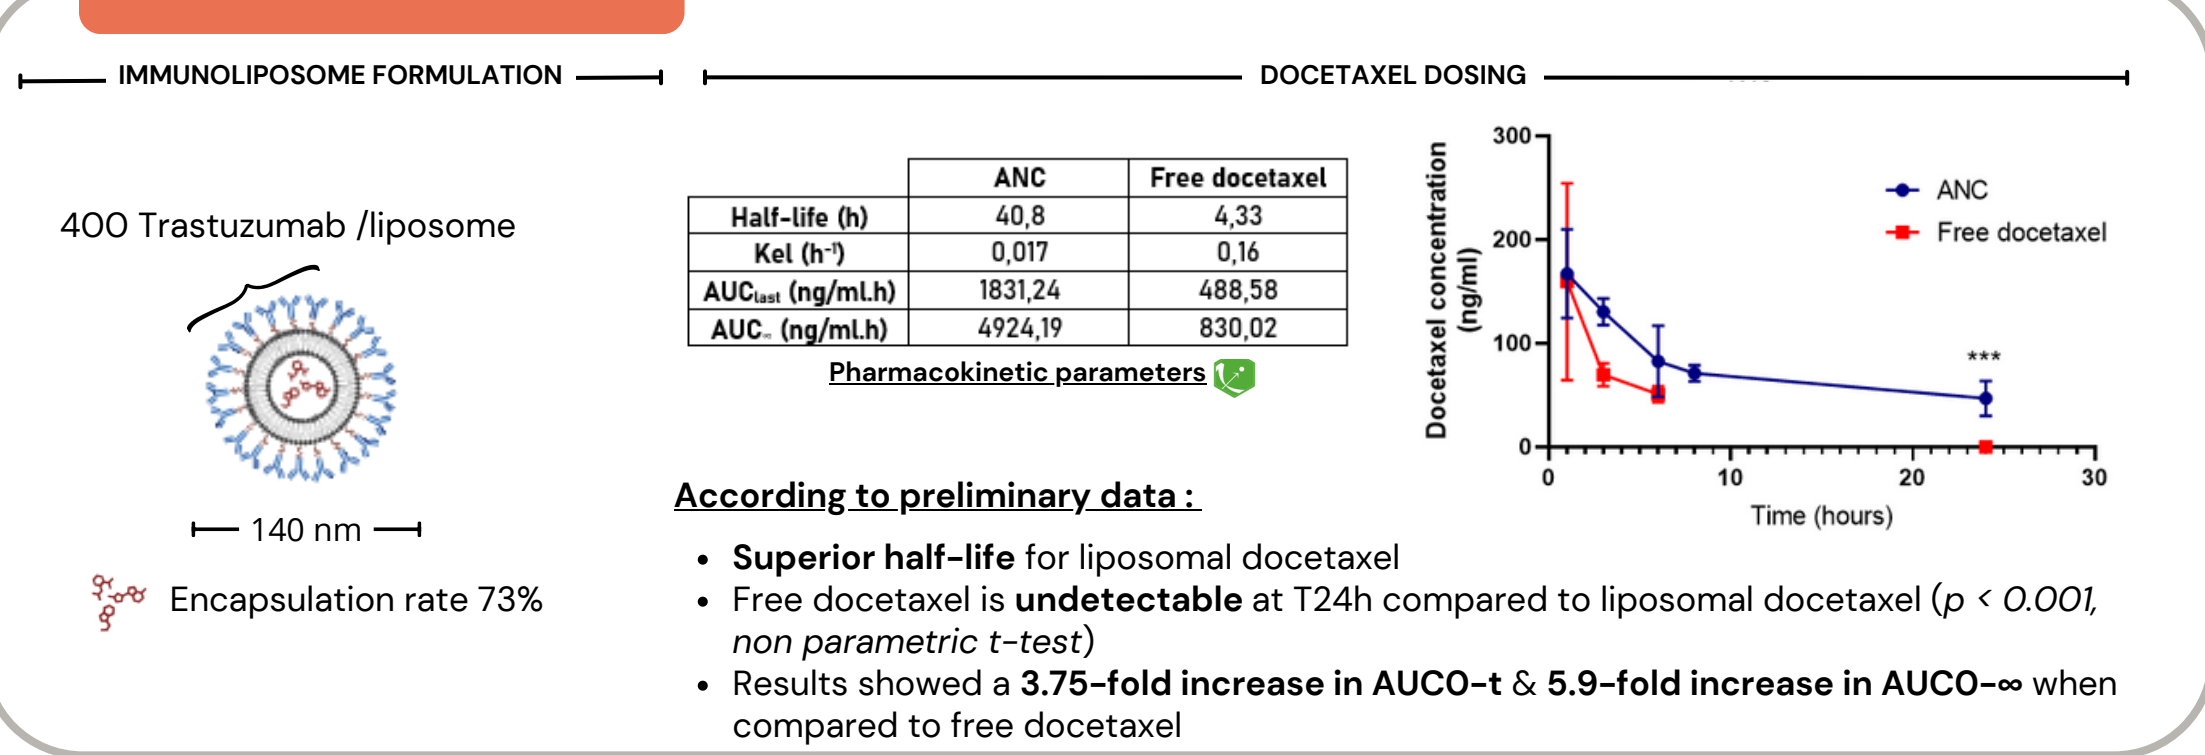 IMMUNOLIPOSOME FORMULATION
400 Trastuzumab /liposome
140 nm
Encapsulation rate 73%
DOCETAXEL DOSING
ANC Free docetaxel
Half-life (h) 40,8 4,33
Kel (h⁻¹) 0,017 0,16
AUClast (ng/ml.h) 1831,24 488,58
AUC∞ (ng/ml.h) 4924,19 830,02
Pharmacokinetic parameters
Docetaxel concentration
(ng/ml)
300
200
100
0
ANC
Free docetaxel
***
0 10 20 30
Time (hours)
According to preliminary data :
• Superior half-life for liposomal docetaxel
• Free docetaxel is undetectable at T24h compared to liposomal docetaxel (p < 0.001,
non parametric t-test)
• Results showed a 3.75-fold increase in AUC0-t & 5.9-fold increase in AUC0-∞ when
compared to free docetaxel